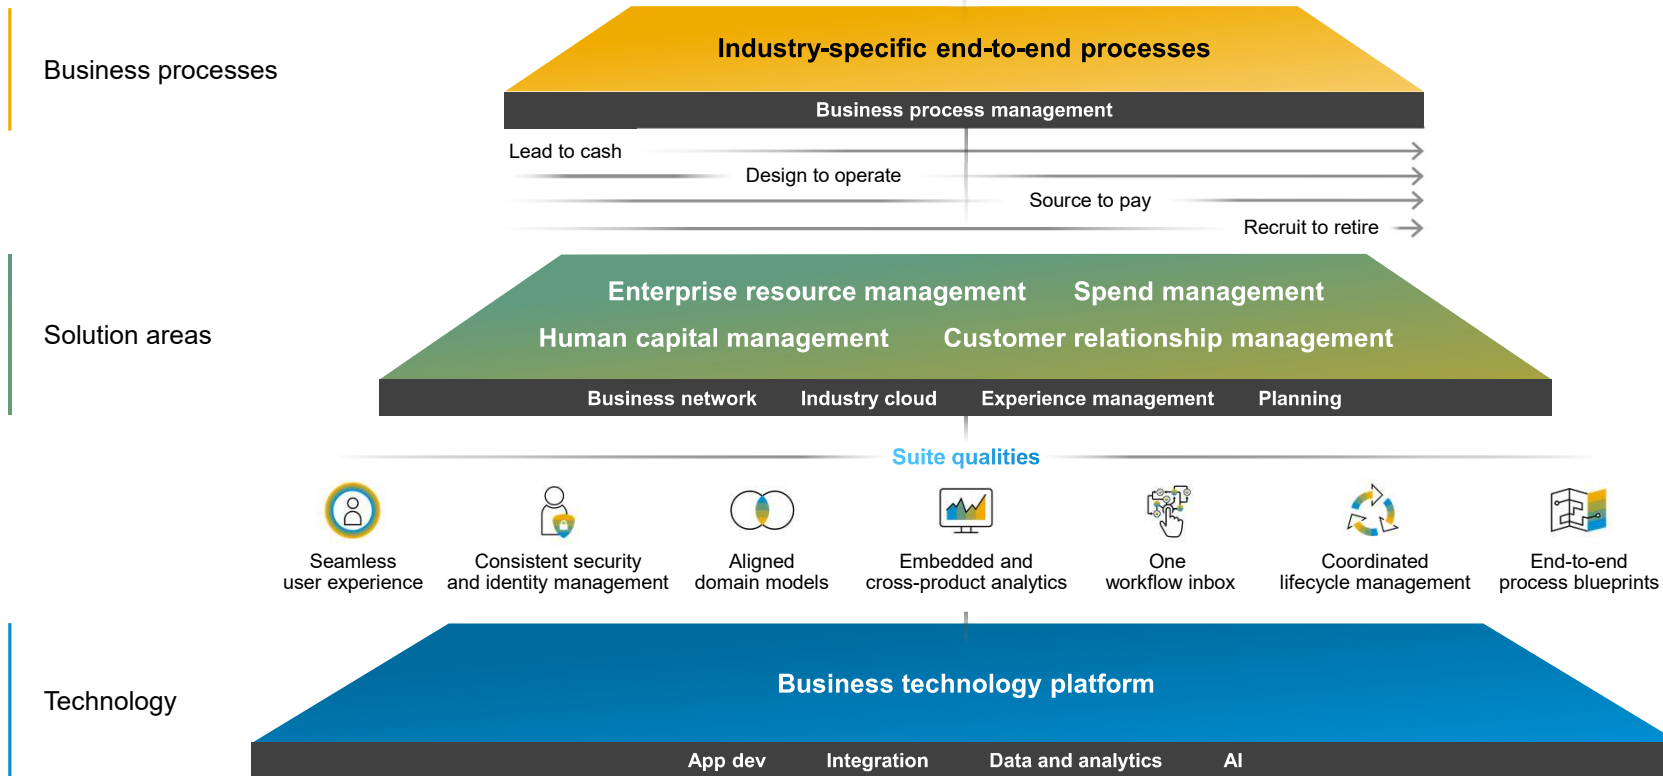 Business processes
Industry-specific end-to-end processes
Business process management
Lead to cash
Design to operate
Source to pay
Recruit to retire
Solution areas
Enterprise resource management Spend management
Human capital management Customer relationship management
Business network Industry cloud Experience management Planning
Suite qualities
Seamless
user experience
Consistent security
and identity management
Aligned
domain models
Embedded and
cross-product analytics
One
workflow inbox
Coordinated
lifecycle management
End-to-end
process blueprints
Technology
Business technology platform
App dev Integration Data and analytics AI